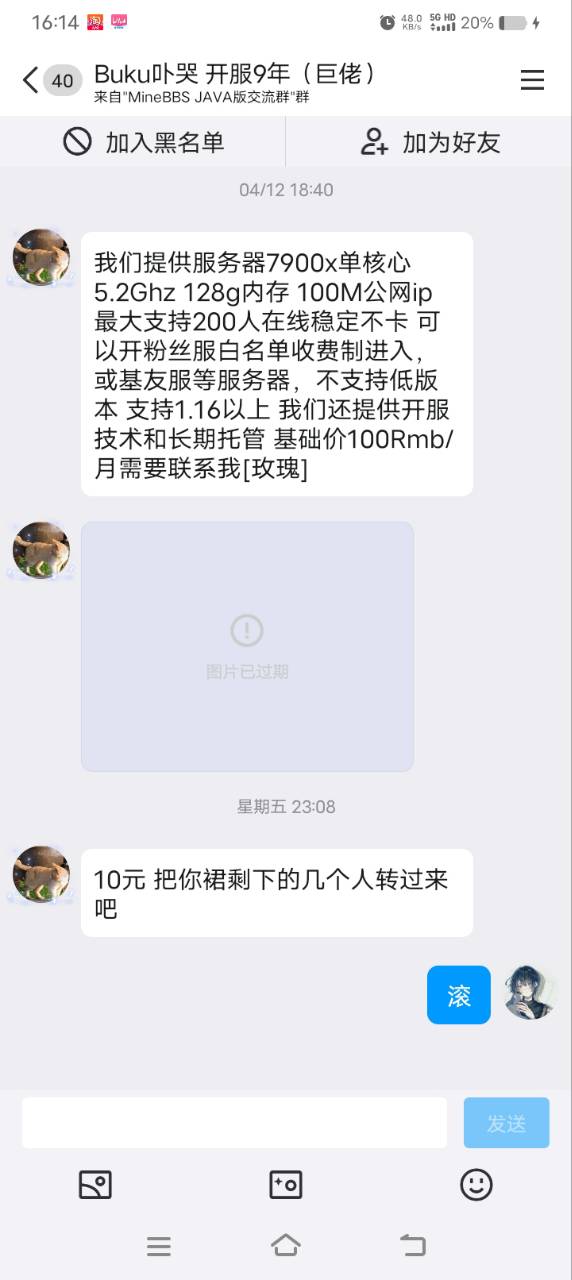 16:14 48.0 KB/s 5G HD 20%
40 Buku卟哭 开服9年（巨佬）
来自"MineBBS JAVA版交流群"群
加入黑名单 加为好友
04/12 18:40
我们提供服务器7900x单核心
5.2Ghz 128g内存 100M公网ip
最大支持200人在线稳定不卡 可
以开粉丝服白名单收费制进入，
或基友服等服务器，不支持低版
本 支持1.16以上 我们还提供开服
技术和长期托管 基础价100Rmb/
月需要联系我[玫瑰]
图片已过期
星期五 23:08
10元 把你裙剩下的几个人转过来
吧
滚
发送